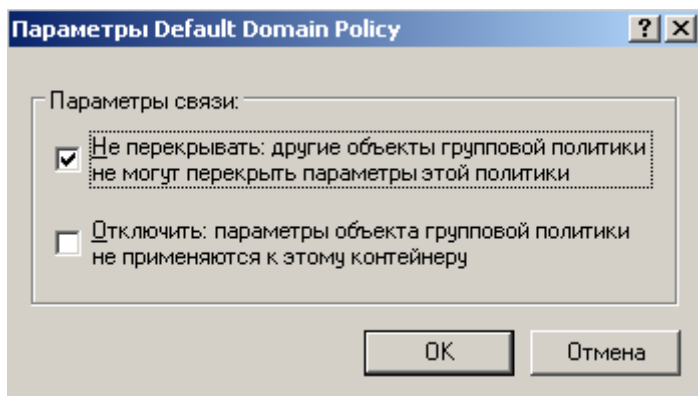 Параметры Default Domain Policy
Параметры связи:
Не перекрывать: другие объекты групповой политики
не могут перекрыть параметры этой политики
Отключить: параметры объекта групповой политики
не применяются к этому контейнеру
OK
Отмена